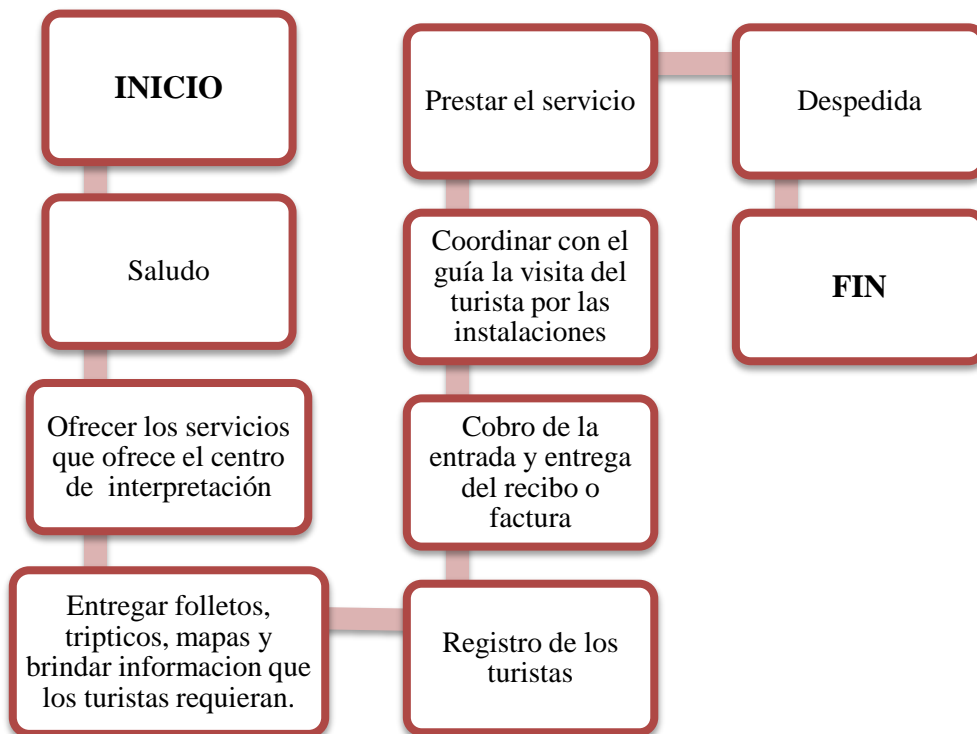 INICIO
Saludo
Ofrecer los servicios
que ofrece el centro
de interpretación
Entregar folletos,
tripticos, mapas y
brindar informacion que
los turistas requieran.
Registro de los
turistas
Cobro de la
entrada y entrega
del recibo o
factura
Coordinar con el
guía la visita del
turista por las
instalaciones
Prestar el servicio
Despedida
FIN